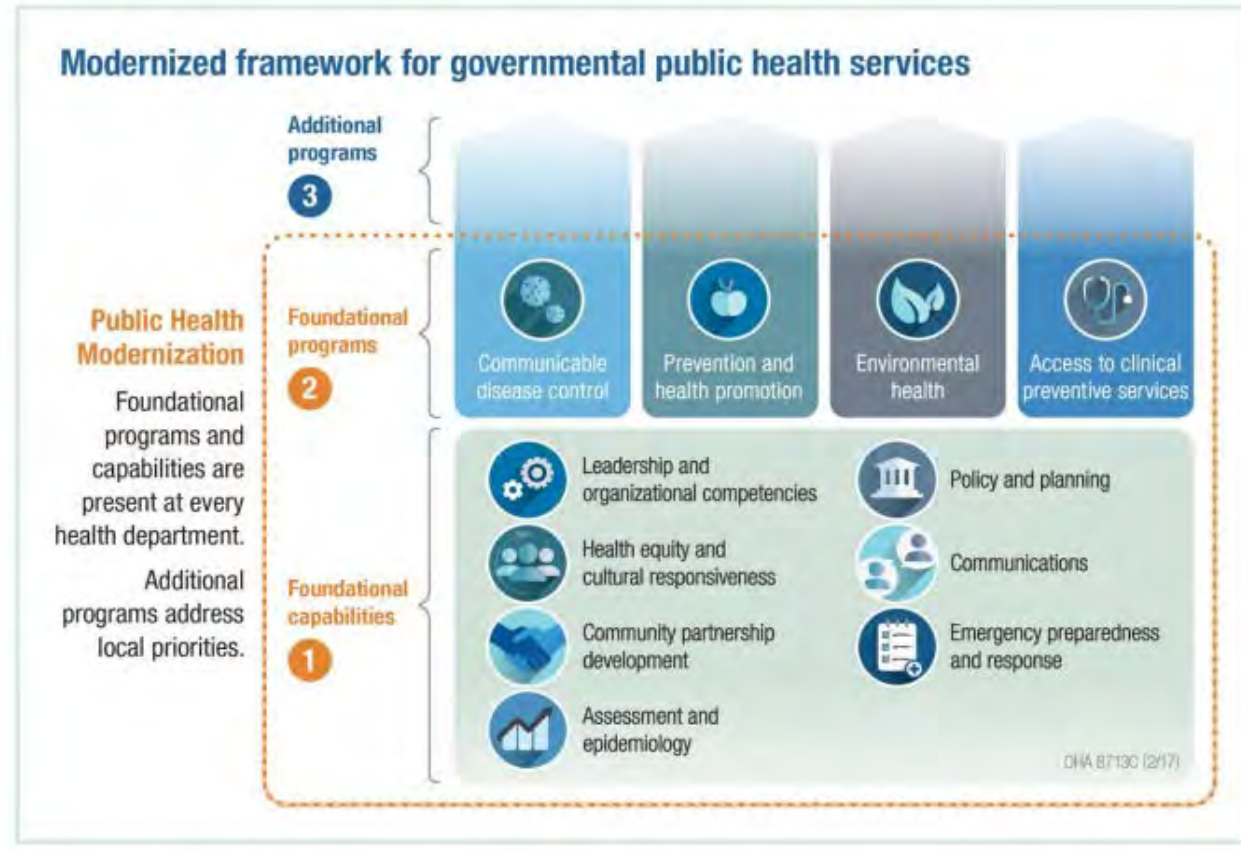 Modernized framework for governmental public health services
Additional
programs
3
Public Health
Modernization
Foundational
programs and
capabilities are
present at every
health department.
Additional
programs address
local priorities.
Foundational
programs
2
Communicable
disease control
Prevention and
health promotion
Environmental
health
Access to clinical
preventive services
Foundational
capabilities
1
Leadership and
organizational competencies
Health equity and
cultural responsiveness
Community partnership
development
Assessment and
epidemiology
Policy and planning
Communications
Emergency preparedness
and response
OHA 8713C (2/17)